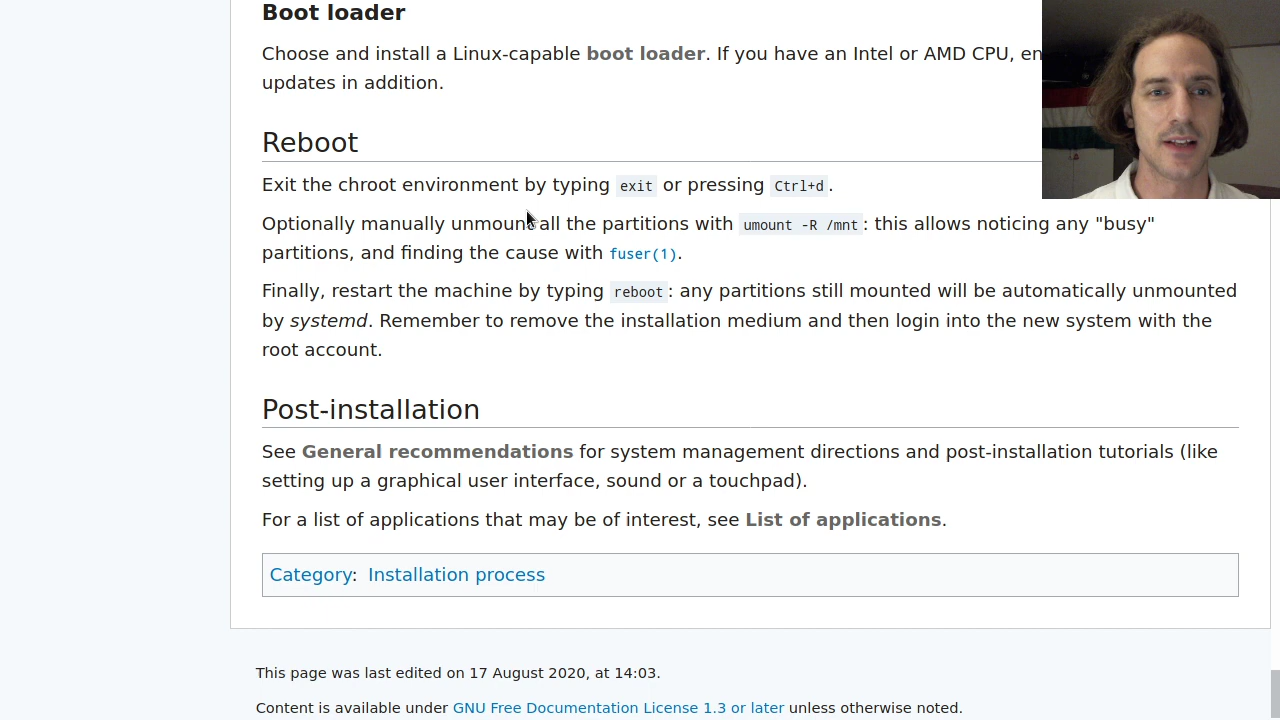 Boot loader
Choose and install a Linux-capable boot loader. If you have an Intel or AMD CPU, en
updates in addition.
Reboot
Exit the chroot environment by typing exit or pressing Ctrl+d.
Optionally manually unmount all the partitions with umount -R /mnt: this allows noticing any "busy"
partitions, and finding the cause with fuser(1).
Finally, restart the machine by typing reboot: any partitions still mounted will be automatically unmounted
by systemd. Remember to remove the installation medium and then login into the new system with the
root account.
Post-installation
See General recommendations for system management directions and post-installation tutorials (like
setting up a graphical user interface, sound or a touchpad).
For a list of applications that may be of interest, see List of applications.
Category: Installation process
This page was last edited on 17 August 2020, at 14:03.
Content is available under GNU Free Documentation License 1.3 or later unless otherwise noted.